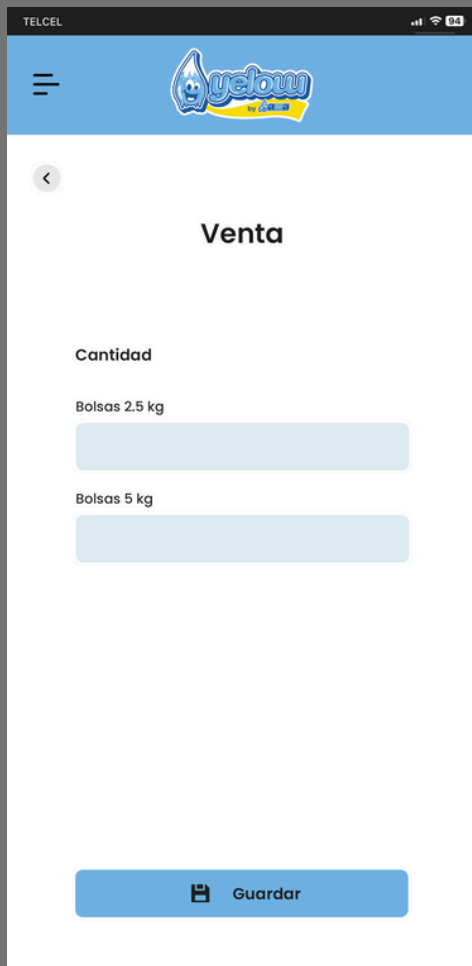 TELCEL
94
yelow
by
Venta
Cantidad
Bolsas 2.5 kg
Bolsas 5 kg
Guardar